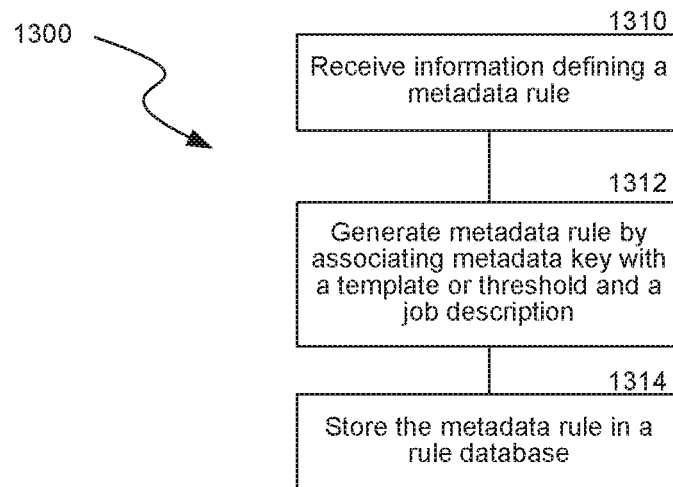 1300
1310
Receive information defining a
metadata rule
1312
Generate metadata rule by
associating metadata key with
a template or threshold and a
job description
1314
Store the metadata rule in a
rule database